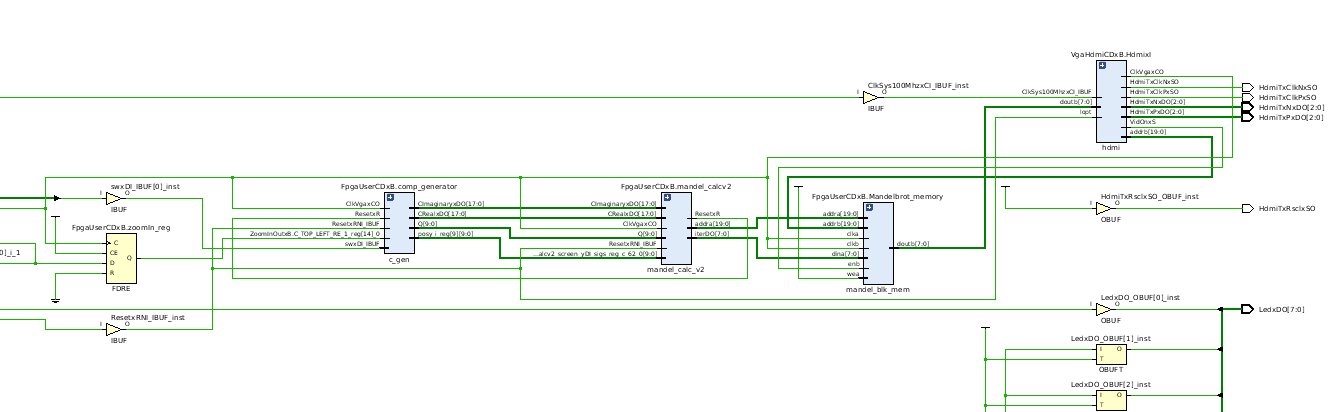 VgaHdmiCDxB.HdmixI
ClkVgaxCO
HdmiTxClkNxSO
HdmiTxClkPxSO
HdmiTxNxDO[2:0]
HdmiTxPxDO[2:0]
VidOnxS
addrb[19:0]
ClkSys100MhzxCI_IBUF
doutb[7:0]
lopt
hdmi
HdmiTxClkNxSO
HdmiTxClkPxSO
HdmiTxNxDO[2:0]
HdmiTxPxDO[2:0]
ClkSys100MhzxCI_IBUF_inst
I
O
IBUF
swxDI_IBUF[0]_inst
I
O
IBUF
FpgaUserCDxB.zoomIn_reg
C
CE
D
R
Q
FDRE
0]_i_1
FpgaUserCDxB.comp_generator
ClkVgaxC
ResetxR
ResetxRNI_IBUF
ZoomInOutxB.C_TOP_LEFT_RE_1_reg[14]_0
swxDI_IBUF
CImaginaryxDO[17:0]
CRealxDO[17:0]
Q[9:0]
posy_i_reg[9][9:0]
c_gen
FpgaUserCDxB.mandel_calcv2
CImaginaryxDO[17:0]
CRealxDO[17:0]
ClkVgaxC
Q[9:0]
ResetxRNI_IBUF
...alcv2_screen_yDI_sigs_reg_c_62_0[9:0]
ResetxR
addra[19:0]
iterDO[7:0]
mandel_calc_v2
FpgaUserCDxB.Mandelbrot_memory
addra[19:0]
addrb[19:0]
clka
clkb
dina[7:0]
enb
wea
doutb[7:0]
mandel_blk_mem
HdmiTxRsclxSO_OBUF_inst
I
O
OBUF
HdmiTxRsclxSO
ResetxRNI_IBUF_inst
I
O
IBUF
LedxDO_OBUF[0]_inst
I
O
OBUF
LedxDO[7:0]
LedxDO_OBUF[1]_inst
I
O
T
OBUFT
LedxDO_OBUF[2]_inst
I
O
T